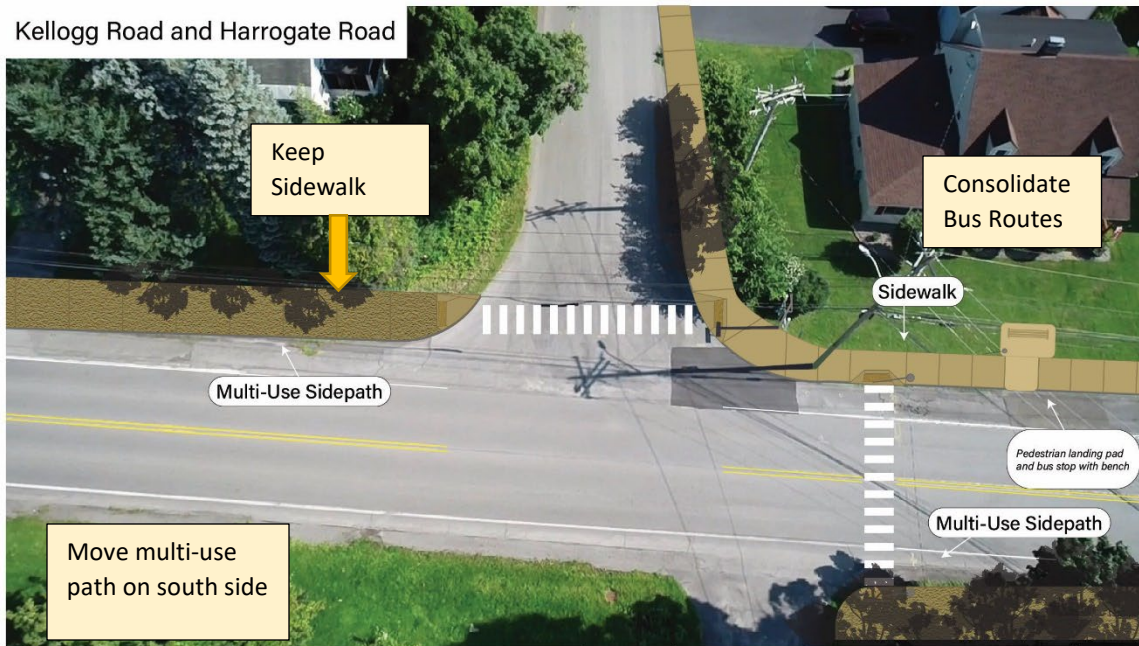 Kellogg Road and Harrogate Road
Keep
Sidewalk
Consolidate
Bus Routes
Sidewalk
Multi-Use Sidepath
Pedestrian landing pad
and bus stop with bench
Multi-Use Sidepath
Move multi-use
path on south side